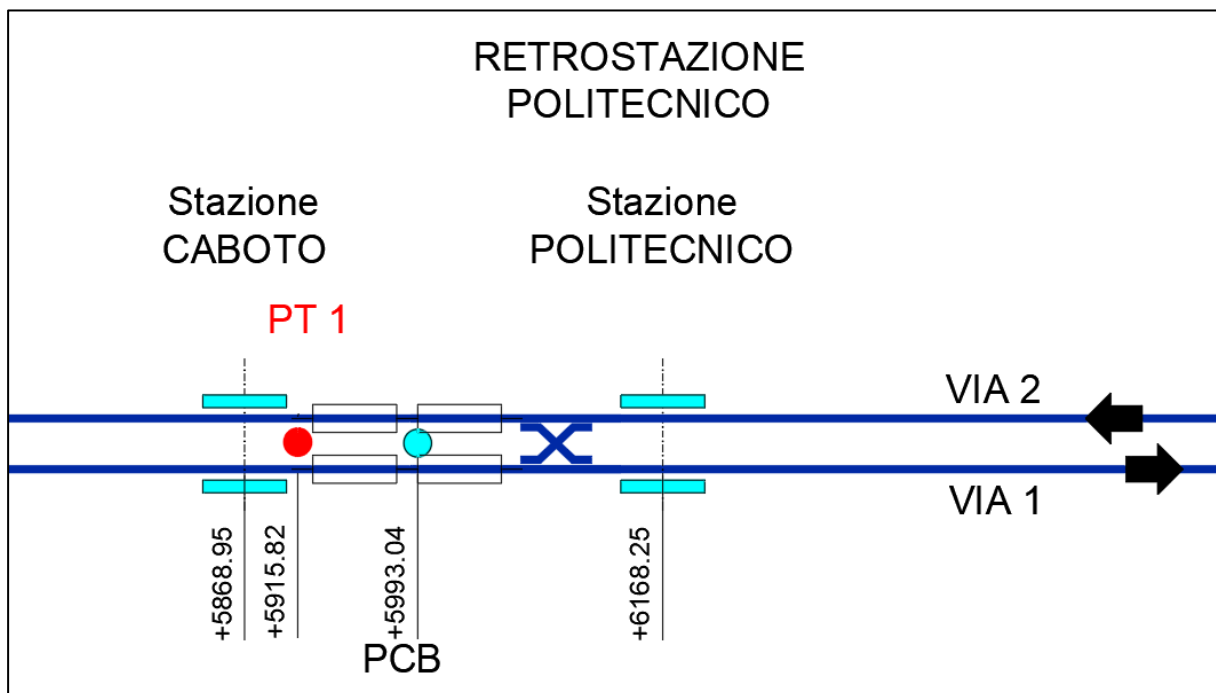 RETROSTAZIONE
POLITECNICO
Stazione
CABOTO
Stazione
POLITECNICO
PT 1
VIA 2
VIA 1
+5868.95
+5915.82
+5993.04
+6168.25
PCB